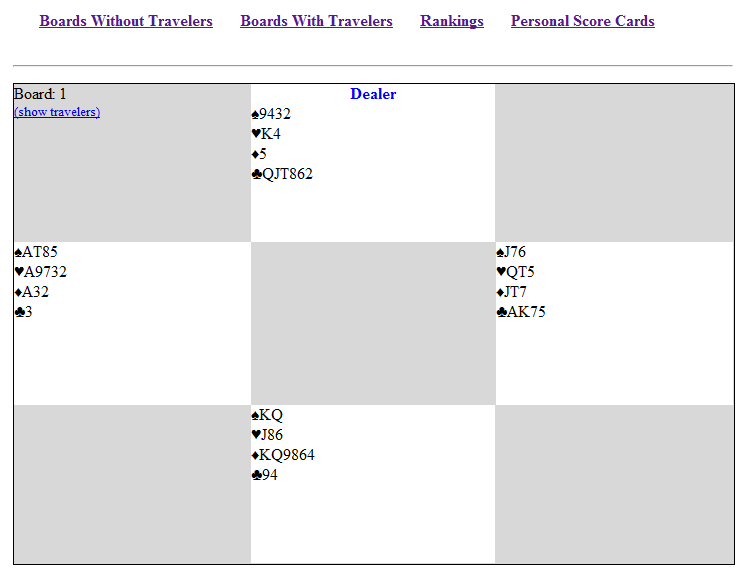 Boards Without Travelers Boards With Travelers Rankings Personal Score Cards
Board: 1
(show travelers)
Dealer
♠9432
♥K4
♦5
♣QJT862
♠AT85
♥A9732
♦A32
♣3
♠J76
♥QT5
♦JT7
♣AK75
♠KQ
♥J86
♦KQ9864
♣94